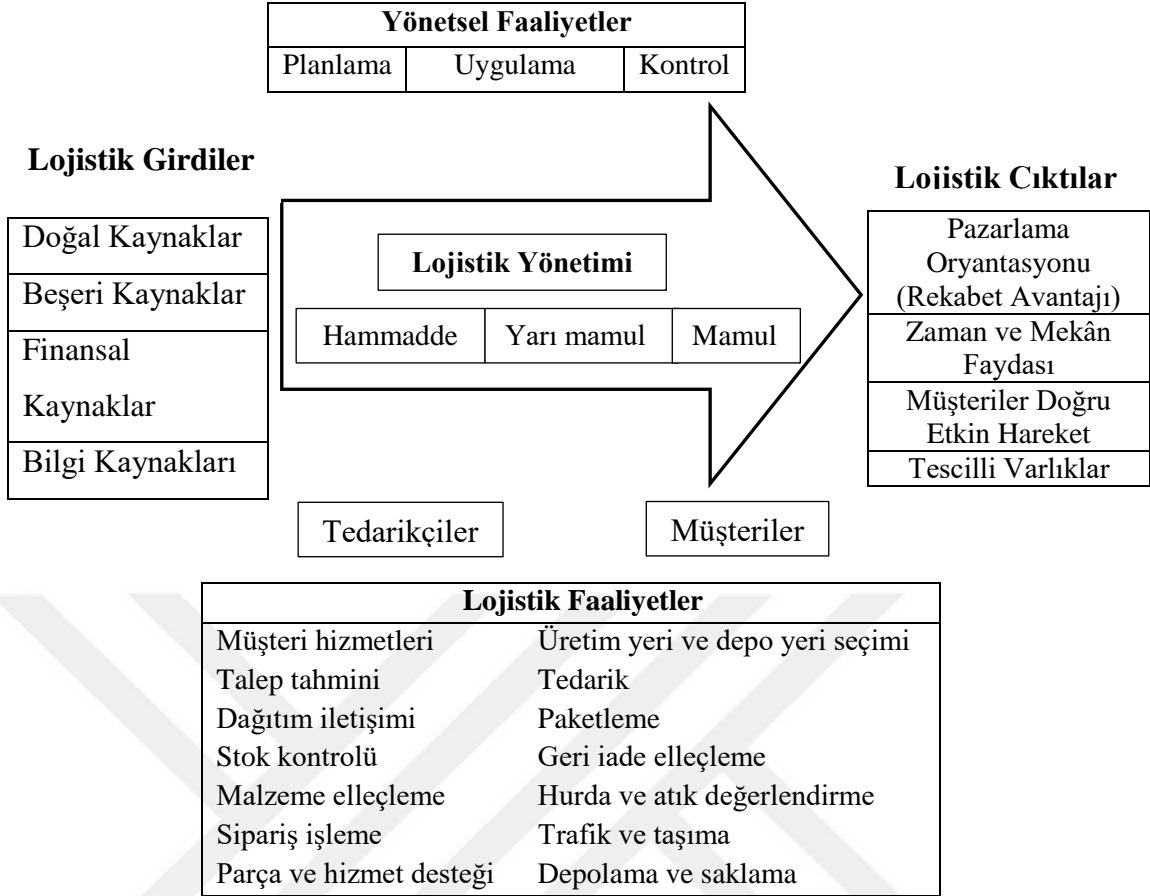 Yönetsel Faaliyetler
Planlama Uygulama Kontrol
Lojistik Girdiler
Doğal Kaynaklar
Beşeri Kaynaklar
Finansal
Kaynaklar
Bilgi Kaynakları
Lojistik Yönetimi
Hammadde Yarı mamul Mamul
Lojistik Çıktılar
Pazarlama
Oryantasyonu
(Rekabet Avantajı)
Zaman ve Mekân
Faydası
Müşteriler Doğru
Etkin Hareket
Tescilli Varlıklar
Tedarikçiler Müşteriler
Lojistik Faaliyetler
Müşteri hizmetleri Üretim yeri ve depo yeri seçimi
Talep tahmini Tedarik
Dağıtım iletişimi Paketleme
Stok kontrolü Geri iade elleçleme
Malzeme elleçleme Hurda ve atık değerlendirme
Sipariş işleme Trafik ve taşıma
Parça ve hizmet desteği Depolama ve saklama